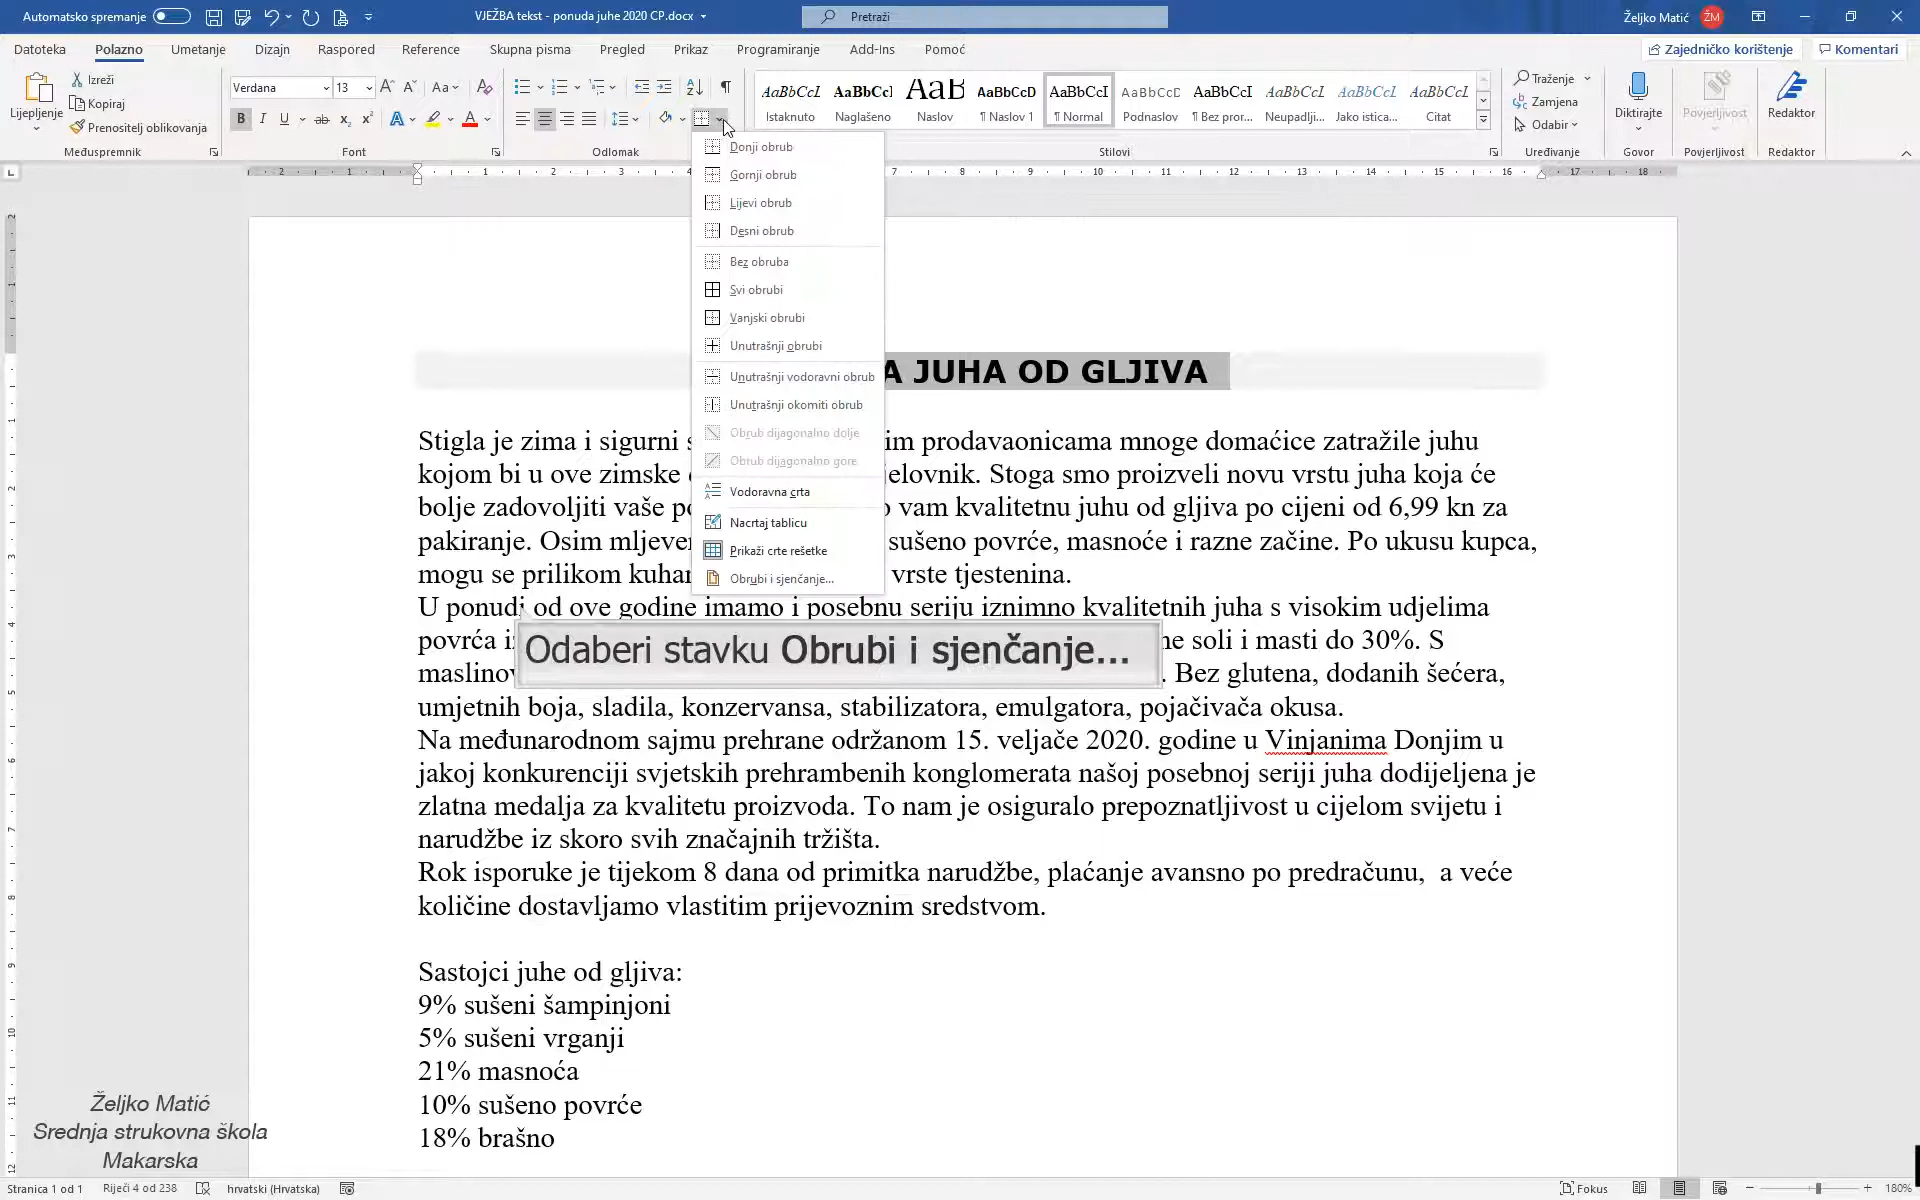 Automatsko spremanje
VJEŽBA tekst - ponuda juhe 2020 CP.docx
Pretraži
Željko Matić
ŽM
Datoteka Polazno Umetanje Dizajn Raspored Reference Skupna pisma Pregled Prikaz Programiranje Add-Ins Pomoć
Zajedničko korištenje
Komentari
Lijepljenje
Izreži
Kopiraj
Prenositelj oblikovanja
Međuspremnik
Verdana
13
Font
Odlomak
AaBbCcI AaBbCcI AaB AaBbCcD AaBbCcI AaBbCcC AaBbCcI AaBbCcL AaBbCcL AaBbCcL
Istaknuto Naglašeno Naslov ¶ Naslov 1 ¶ Normal Podnaslov ¶ Bez pror... Neupadlji... Jako istica... Citat
Stilovi
Traženje
Zamjena
Odabir
Uređivanje
Diktirajte
Govor
Povjerljivost
Povjerljivost
Redaktor
Redaktor
Donji obrub
Gornji obrub
Lijevi obrub
Desni obrub
Bez obruba
Svi obrubi
Vanjski obrubi
Unutrašnji obrubi
Unutrašnji vodoravni obrub
Unutrašnji okomiti obrub
Obrub dijagonalno dolje
Obrub dijagonalno gore
Vodoravna crta
Nacrtaj tablicu
Prikaži crte rešetke
Obrubi i sjenčanje...
A JUHA OD GLJIVA
Stigla je zima i sigurni s im prodavaonicama mnoge domaćice zatražile juhu
kojom bi u ove zimske elovnik. Stoga smo proizveli novu vrstu juha koja će
bolje zadovoljiti vaše po vam kvalitetnu juhu od gljiva po cijeni od 6,99 kn za
pakiranje. Osim mljever sušeno povrće, masnoće i razne začine. Po ukusu kupca,
mogu se prilikom kuhar vrste tjestenina.
U ponudi od ove godine imamo i posebnu seriju iznimno kvalitetnih juha s visokim udjelima
povrća iz ne soli i masti do 30%. S
maslinov . Bez glutena, dodanih šećera,
Odaberi stavku Obrubi i sjenčanje...
umjetnih boja, sladila, konzervansa, stabilizatora, emulgatora, pojačivača okusa.
Na međunarodnom sajmu prehrane održanom 15. veljače 2020. godine u Vinjanima Donjim u
jakoj konkurenciji svjetskih prehrambenih konglomerata našoj posebnoj seriji juha dodijeljena je
zlatna medalja za kvalitetu proizvoda. To nam je osiguralo prepoznatljivost u cijelom svijetu i
narudžbe iz skoro svih značajnih tržišta.
Rok isporuke je tijekom 8 dana od primitka narudžbe, plaćanje avansno po predračunu, a veće
količine dostavljamo vlastitim prijevoznim sredstvom.
Sastojci juhe od gljiva:
9% sušeni šampinjoni
5% sušeni vrganji
21% masnoća
10% sušeno povrće
18% brašno
Željko Matić
Srednja strukovna škola
Makarska
Stranica 1 od 1
Riječi 4 od 238
hrvatski (Hrvatska)
Fokus
180%